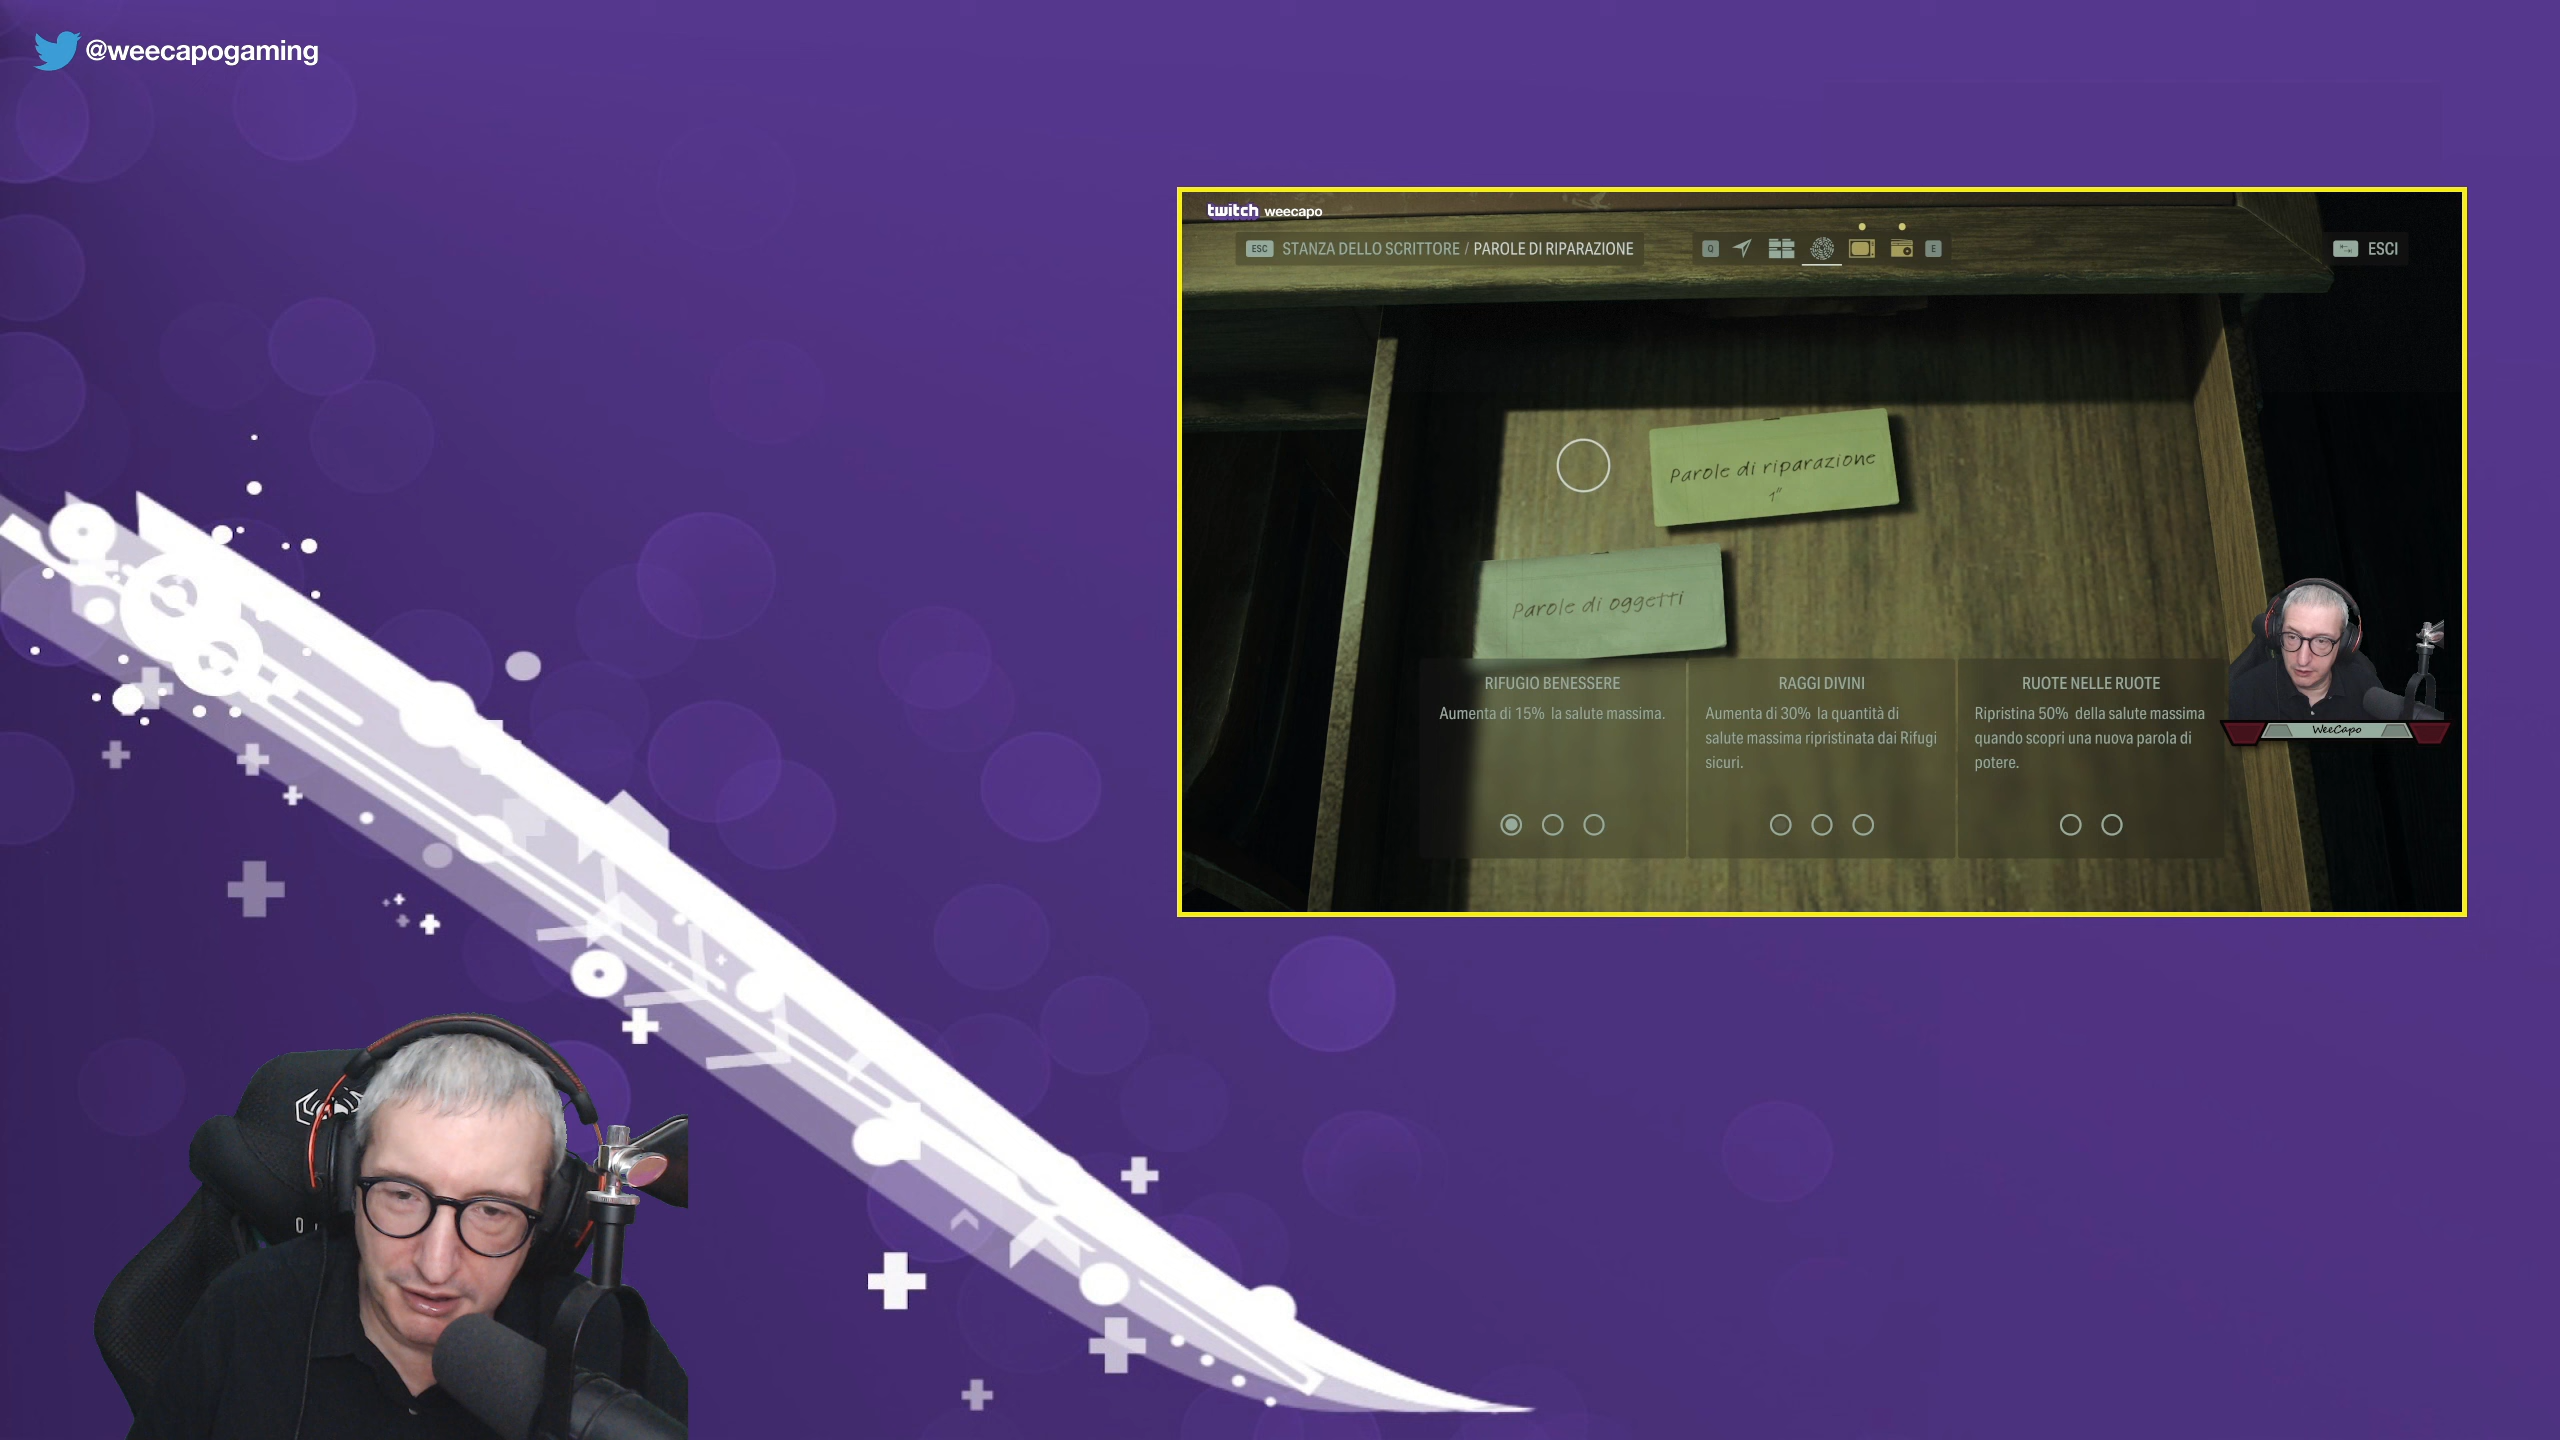 @weecapogaming
twitch weecapo
ESC STANZA DELLO SCRITTORE / PAROLE DI RIPARAZIONE
Q E
ESCI
Parole di riparazione
Parole di oggetti
RIFUGIO BENESSERE
Aumenta di 15% la salute massima.
RAGGI DIVINI
Aumenta di 30% la quantità di
salute massima ripristinata dai Rifugi
sicuri.
RUOTE NELLE RUOTE
Ripristina 50% della salute massima
quando scopri una nuova parola di
potere.
WeeCapo